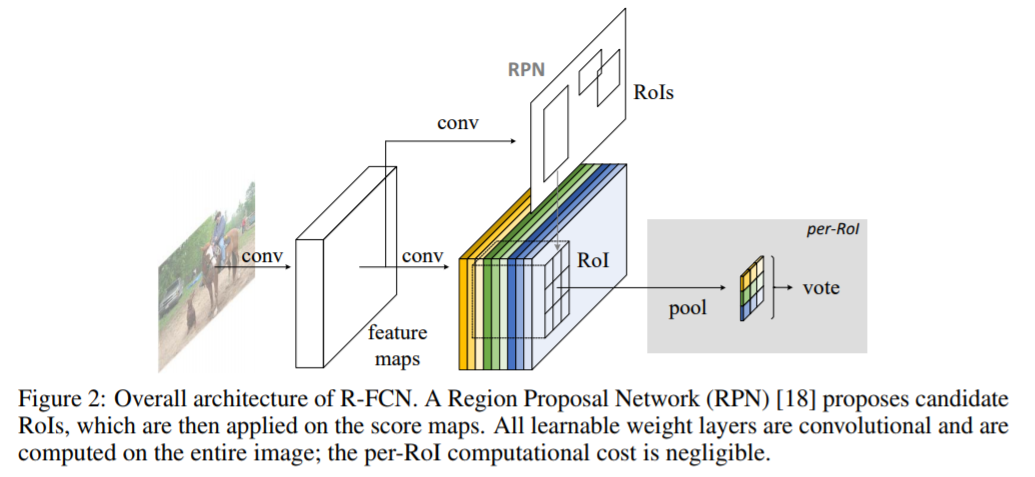 RPN
RoIs
conv
conv
conv
RoI
per-RoI
pool
vote
feature
maps
Figure 2: Overall architecture of R-FCN. A Region Proposal Network (RPN) [18] proposes candidate
RoIs, which are then applied on the score maps. All learnable weight layers are convolutional and are
computed on the entire image; the per-RoI computational cost is negligible.